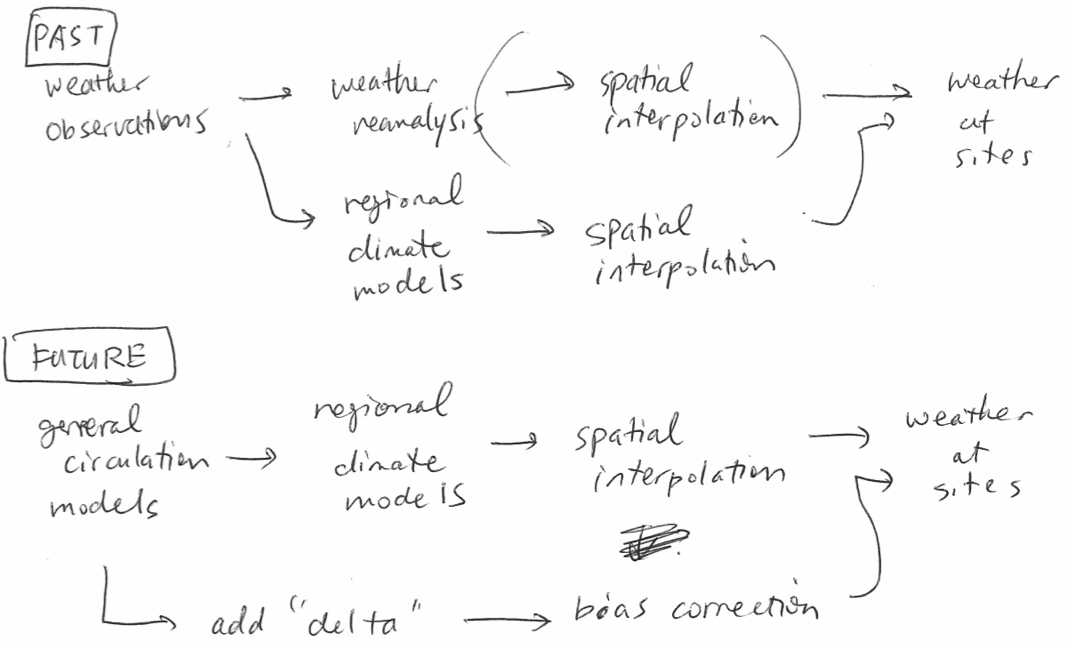 PAST
weather
observations
weather
reanalysis
spatial
interpolation
weather
at
sites
regional
climate
models
spatial
interpolation
FUTURE
general
circulation
models
regional
climate
models
spatial
interpolation
weather
at
sites
add "delta"
bias correction